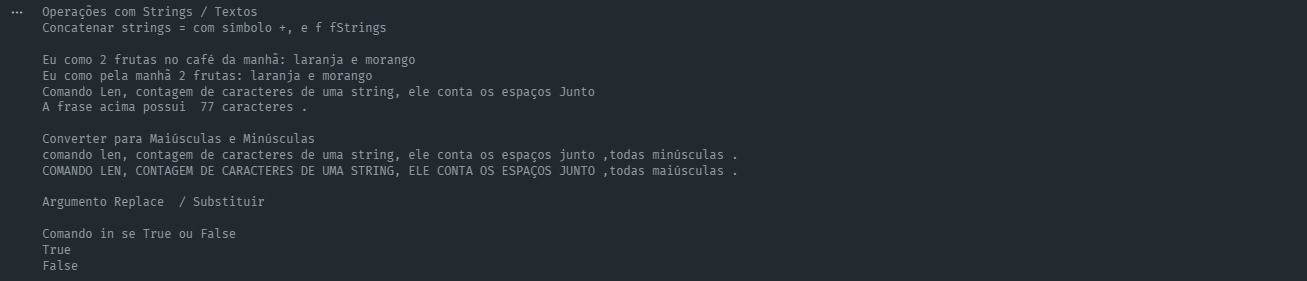 Operações com Strings / Textos
Concatenar strings = com simbolo +, e f fStrings
Eu como 2 frutas no café da manhã: laranja e morango
Eu como pela manhã 2 frutas: laranja e morango
Comando Len, contagem de caracteres de uma string, ele conta os espaços Junto
A frase acima possui  77 caracteres .
Converter para Maiúsculas e Minúsculas
comando len, contagem de caracteres de uma string, ele conta os espaços junto ,todas minúsculas .
COMANDO LEN, CONTAGEM DE CARACTERES DE UMA STRING, ELE CONTA OS ESPAÇOS JUNTO ,todas maiúsculas .
Argumento Replace  / Substituir
Comando in se True ou False
True
False